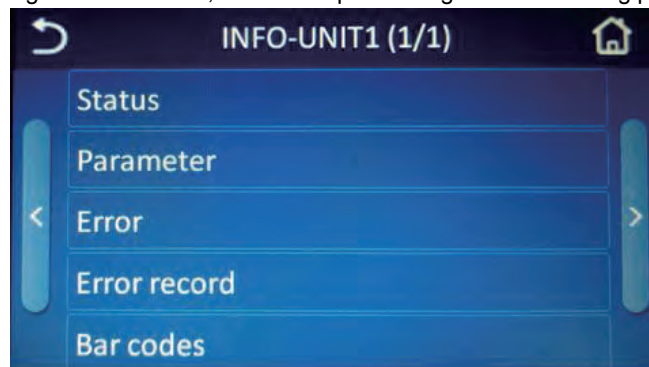 INFO-UNIT1 (1/1)
Status
Parameter
<
>
Error
Error record
Bar codes